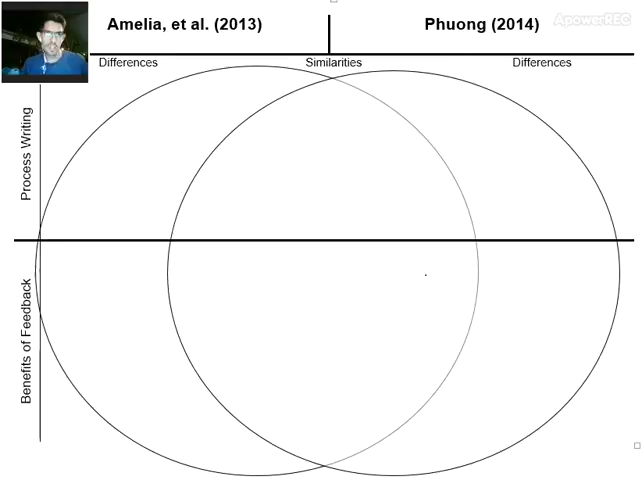 Amelia, et al. (2013)
Phuong (2014)
ApowerREC
Differences
Similarities
Differences
Process Writing
Benefits of Feedback